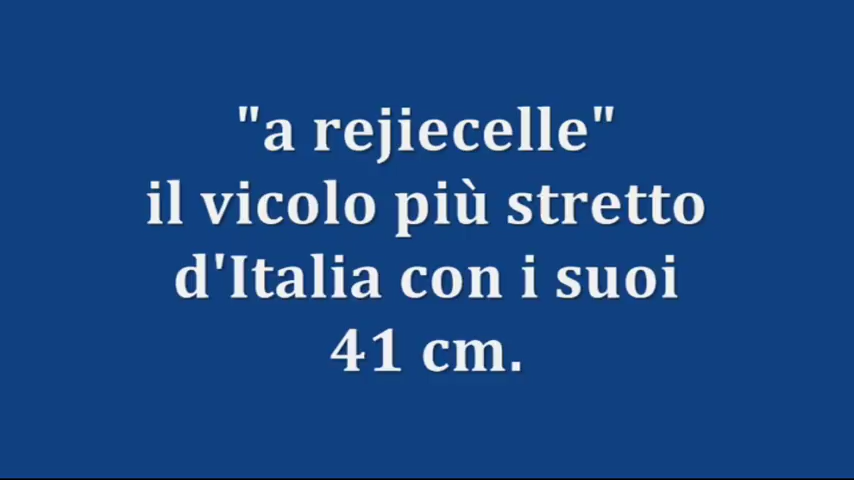 "a rejiecelle"
il vicolo più stretto
d'Italia con i suoi
41 cm.